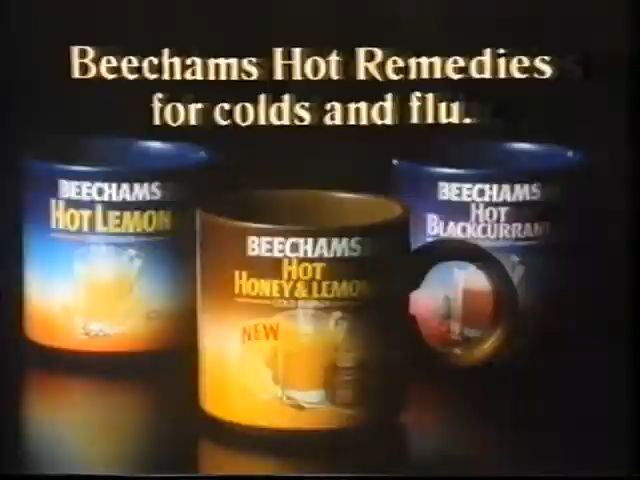 Beechams Hot Remedies
for colds and flu.
BEECHAMS
HOT LEMON
BEECHAMS
HOT
HONEY & LEMON
NEW
BEECHAMS
HOT
BLACKCURRANT